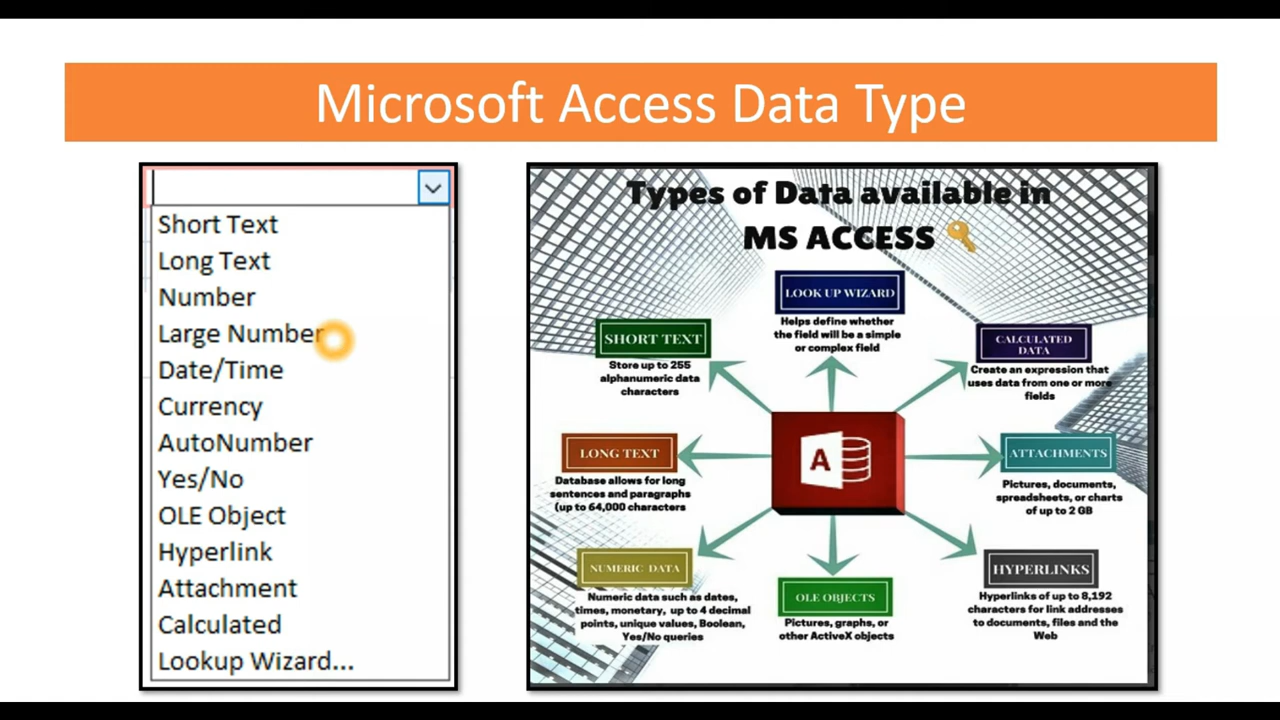 Microsoft Access Data Type
Short Text
Long Text
Number
Large Number
Date/Time
Currency
AutoNumber
Yes/No
OLE Object
Hyperlink
Attachment
Calculated
Lookup Wizard...
Types of Data available in
MS ACCESS
LOOK UP WIZARD
Helps define whether
the field will be a simple
or complex field
SHORT TEXT
Store up to 255
alphanumeric data
characters
CALCULATED
DATA
Create an expression that
uses data from one or more
fields
LONG TEXT
Database allows for long
sentences and paragraphs
(up to 64,000 characters
A
ATTACHMENTS
Pictures, documents,
spreadsheets, or charts
of up to 2 GB
NUMERIC DATA
Numeric data such as dates,
times, monetary, up to 4 decimal
points, unique values, Boolean,
Yes/No queries
OLE OBJECTS
Pictures, graphs, or
other ActiveX objects
HYPERLINKS
Hyperlinks of up to 8,192
characters for link addresses
to documents, files and the
Web